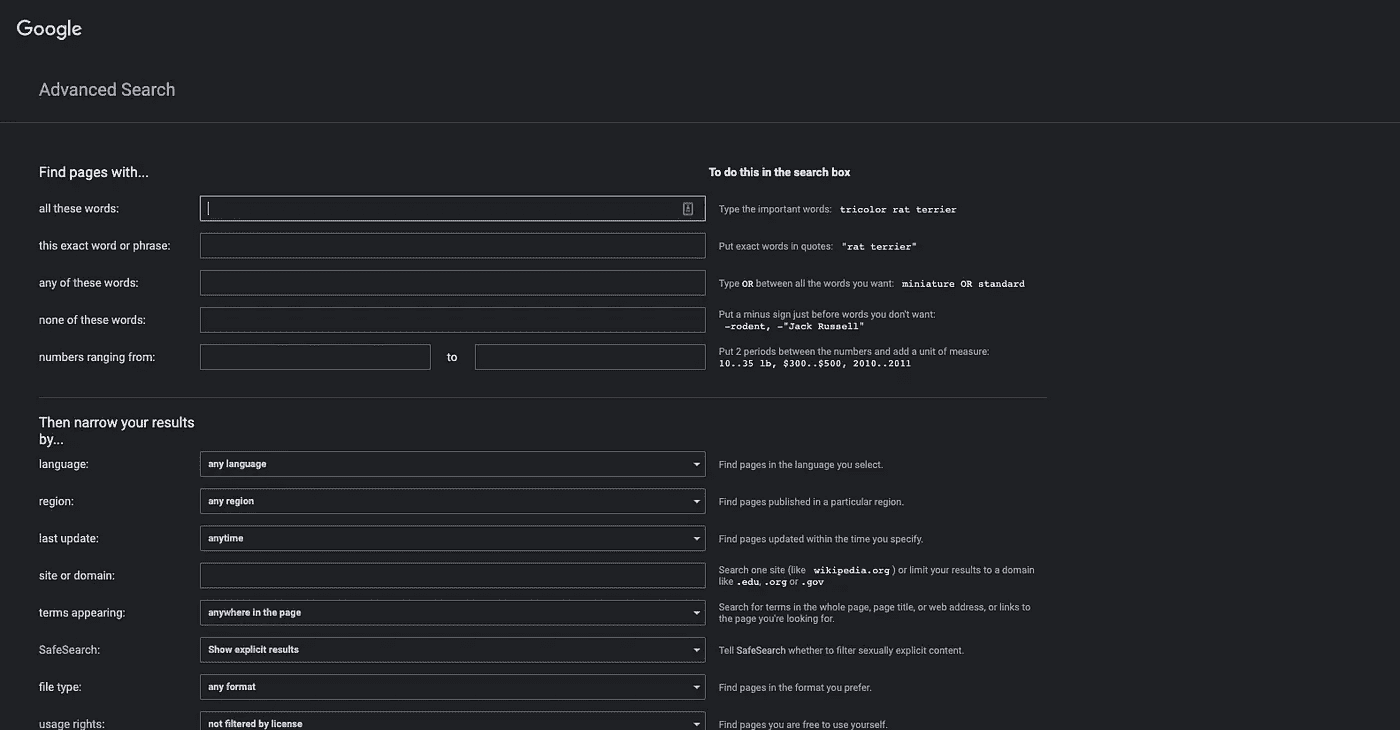 Google
Advanced Search
Find pages with...
To do this in the search box
all these words:
Type the important words: tricolor rat terrier
this exact word or phrase:
Put exact words in quotes: "rat terrier"
any of these words:
Type OR between all the words you want: miniature OR standard
none of these words:
Put a minus sign just before words you don't want:
-rodent, -"Jack Russell"
numbers ranging from:
to
Put 2 periods between the numbers and add a unit of measure:
10..35 lb, $300..$500, 2010..2011
Then narrow your results
by...
language:
any language
Find pages in the language you select.
region:
any region
Find pages published in a particular region.
last update:
anytime
Find pages updated within the time you specify.
site or domain:
Search one site (like wikipedia.org ) or limit your results to a domain
like .edu, .org or .gov
terms appearing:
anywhere in the page
Search for terms in the whole page, page title, or web address, or links to
the page you're looking for.
SafeSearch:
Show explicit results
Tell SafeSearch whether to filter sexually explicit content.
file type:
any format
Find pages in the format you prefer.
usage rights:
not filtered by license
Find pages you are free to use yourself.